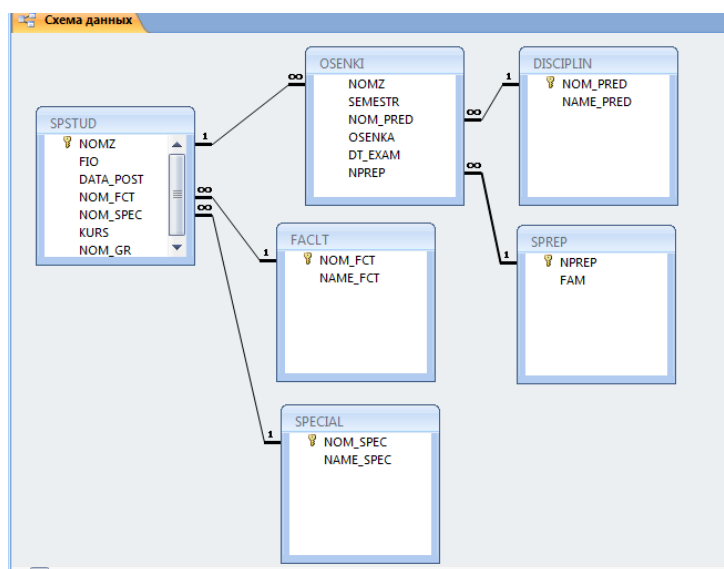 Схема данных
SPSTUD
NOMZ
FIO
DATA_POST
NOM_FCT
NOM_SPEC
KURS
NOM_GR
OSENKI
NOMZ
SEMESTR
NOM_PRED
OSENKA
DT_EXAM
NPREP
DISCIPLIN
NOM_PRED
NAME_PRED
FACLT
NOM_FCT
NAME_FCT
SPREP
NPREP
FAM
SPECIAL
NOM_SPEC
NAME_SPEC
1
∞
∞
∞
1
∞
1
∞
1
1